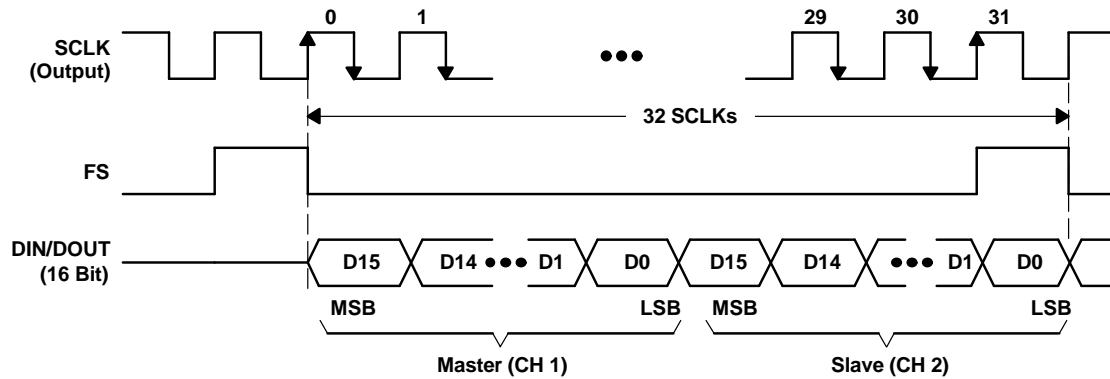 0 1 29 30 31
SCLK
(Output)
•••
32 SCLKs
FS
DIN/DOUT
(16 Bit)
D15 D14 ••• D1 D0 D15 D14 ••• D1 D0
MSB LSB MSB LSB
Master (CH 1) Slave (CH 2)